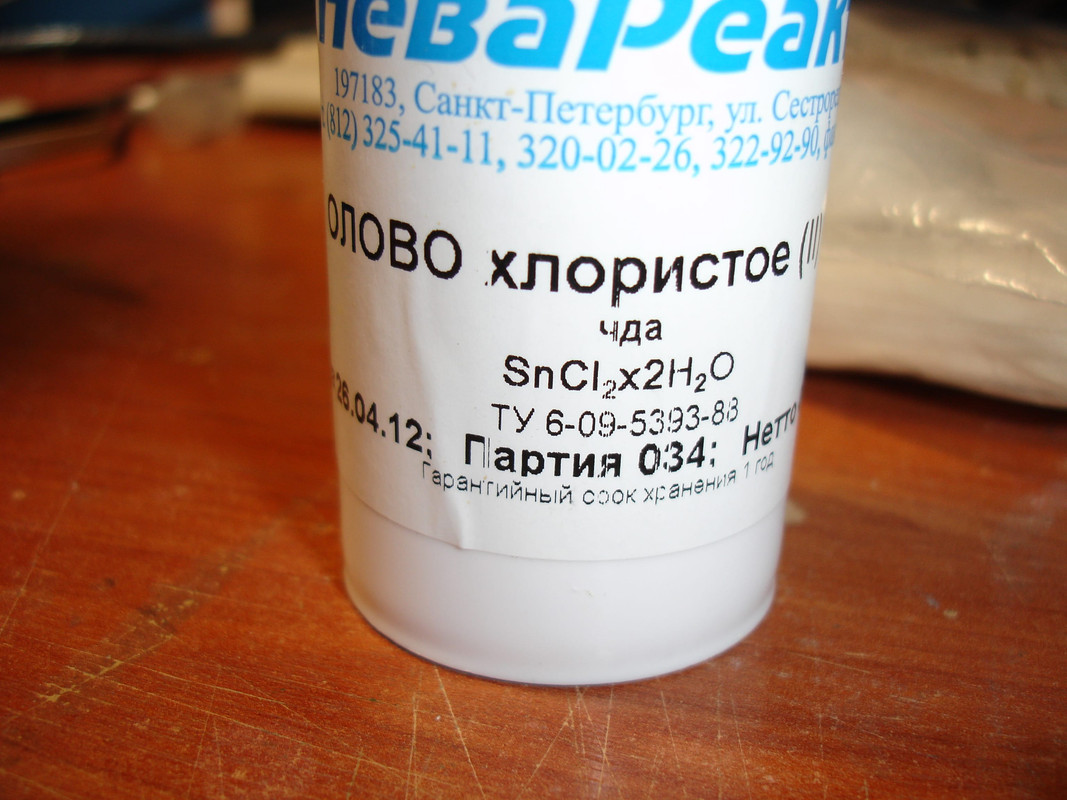 НеваРеак
197183, Санкт-Петербург, ул. Сестроре
(812) 325-41-11, 320-02-26, 322-92-90,
ОЛОВО хлористое (II)
чда
SnCl₂x2H₂O
ТУ 6-09-5393-88
26.04.12; Партия 034; Нетто
Гарантийный срок хранения 1 год